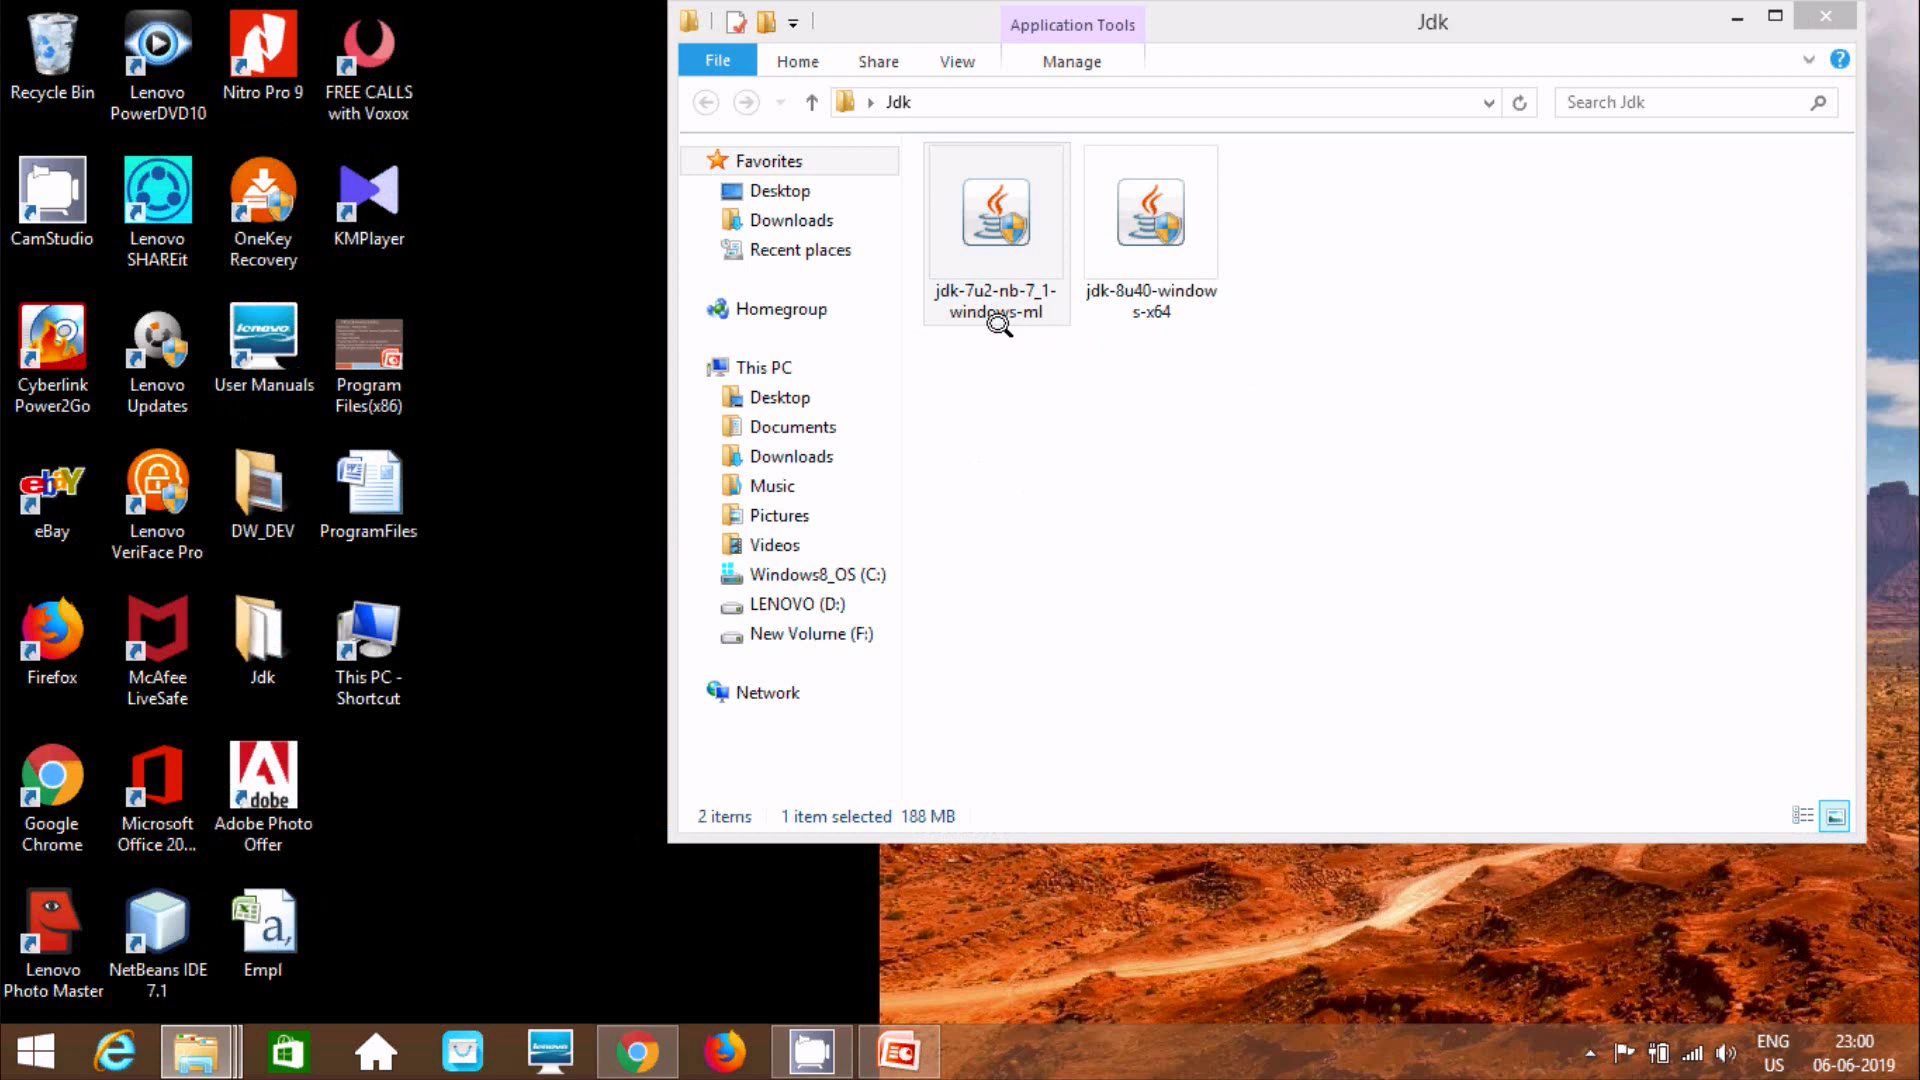 Recycle Bin
Lenovo
PowerDVD10
Nitro Pro 9
FREE CALLS
with Voxox
CamStudio
Lenovo
SHAREit
OneKey
Recovery
KMPlayer
Cyberlink
Power2Go
Lenovo
Updates
lenovo
User Manuals
Program
Files(x86)
ebay
eBay
Lenovo
VeriFace Pro
DW_DEV
ProgramFiles
Firefox
McAfee
LiveSafe
Jdk
This PC -
Shortcut
Google
Chrome
Microsoft
Office 20...
Adobe
Adobe Photo
Offer
Lenovo
Photo Master
NetBeans IDE
7.1
a,
Empl
Application Tools
Jdk
File
Home
Share
View
Manage
Jdk
Search Jdk
Favorites
Desktop
Downloads
Recent places
Homegroup
This PC
Desktop
Documents
Downloads
Music
Pictures
Videos
Windows8_OS (C:)
LENOVO (D:)
New Volume (F:)
Network
jdk-7u2-nb-7_1-
windows-ml
jdk-8u40-window
s-x64
2 items
1 item selected 188 MB
lenovo
ENG
US
23:00
06-06-2019